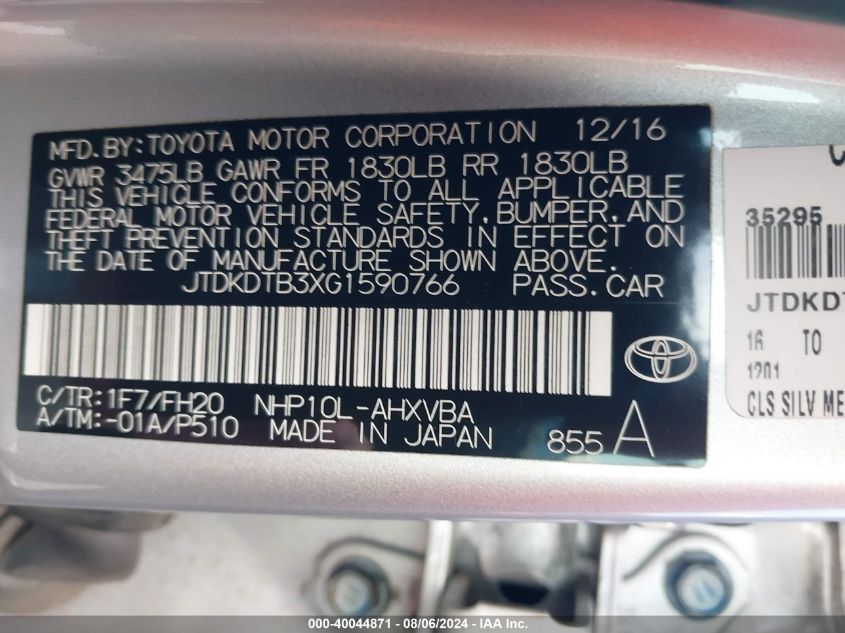 MFD.BY:TOYOTA MOTOR CORPORATION 12/16
GVWR 3475LB GAWR FR 1830LB RR 1830LB
THIS VEHICLE CONFORMS TO ALL APPLICABLE
FEDERAL MOTOR VEHICLE SAFETY,BUMPER,AND
THEFT PREVENTION STANDARDS IN EFFECT ON
THE DATE OF MANUFACTURE SHOWN ABOVE.
JTDKDTB3XG1590766 PASS.CAR
C/TR:1F7/FH20 NHP10L-AHXVBA
A/TM:-01A/P510 MADE IN JAPAN 855 A
35295
JTDKDT
16 TO
1201
CLS SILV ME
000-40044871 - 08/06/2024 - IAA Inc.